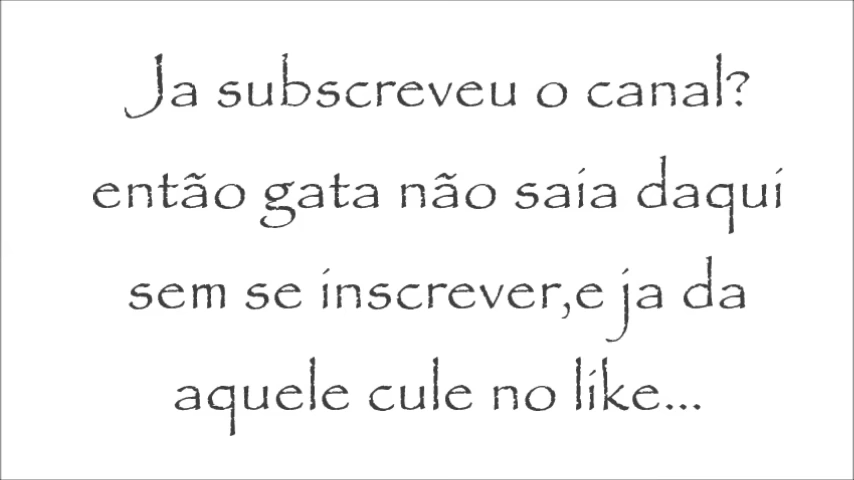 Ja subscreveu o canal?
então gata não saia daqui
sem se inscrever,e ja da
aquele cule no like...